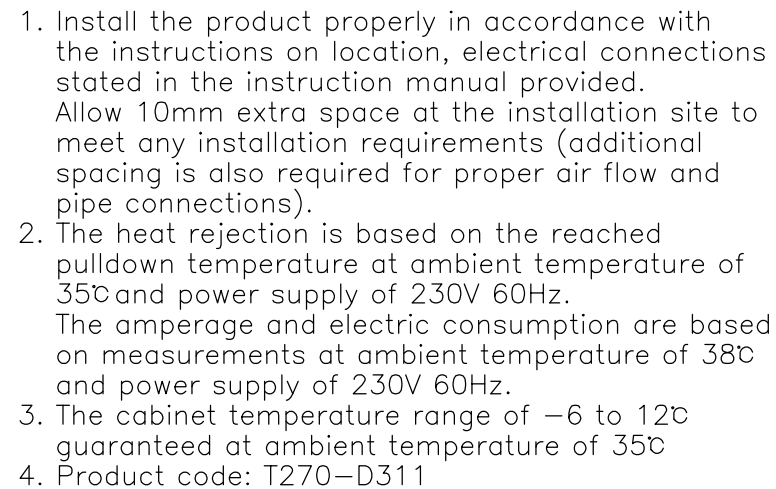 1. Install the product properly in accordance with
the instructions on location, electrical connections
stated in the instruction manual provided.
Allow 10mm extra space at the installation site to
meet any installation requirements (additional
spacing is also required for proper air flow and
pipe connections).
2. The heat rejection is based on the reached
pulldown temperature at ambient temperature of
35℃ and power supply of 230V 60Hz.
The amperage and electric consumption are based
on measurements at ambient temperature of 38℃
and power supply of 230V 60Hz.
3. The cabinet temperature range of −6 to 12℃
guaranteed at ambient temperature of 35℃
4. Product code: T270−D311